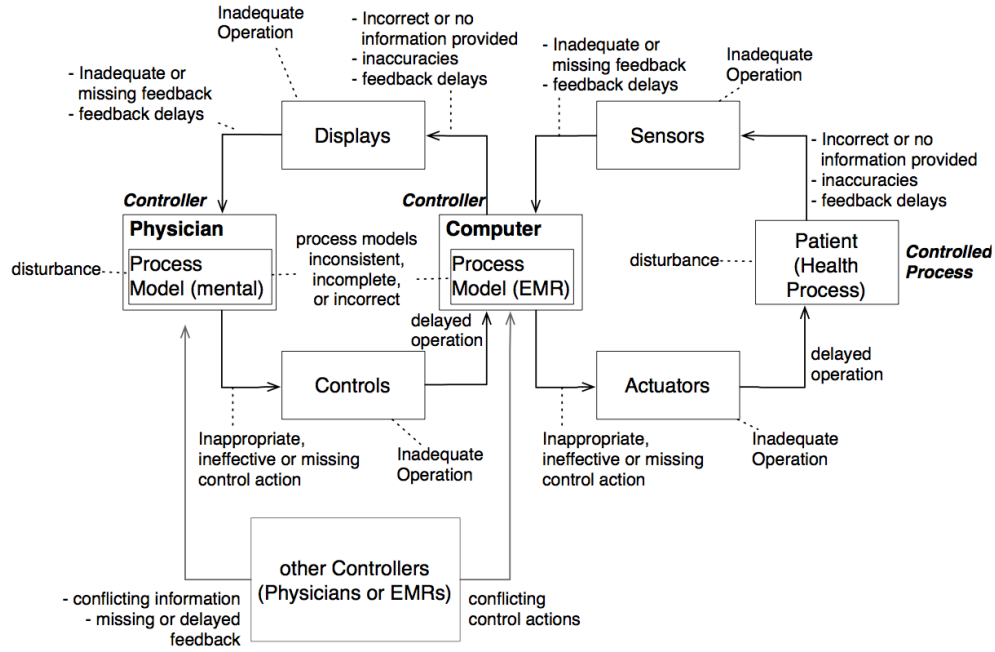 Inadequate
Operation
- Incorrect or no
information provided
- inaccuracies
- feedback delays
- Inadequate or
missing feedback
- feedback delays
Inadequate
Operation
- Inadequate or
missing feedback
- feedback delays
Displays
Sensors
- Incorrect or no
information provided
- inaccuracies
- feedback delays
Controller
Physician
Process
Model (mental)
disturbance
process models
inconsistent,
incomplete,
or incorrect
Controller
Computer
Process
Model (EMR)
disturbance
Patient
(Health
Process)
Controlled
Process
delayed
operation
Controls
Actuators
delayed
operation
Inappropriate,
ineffective or missing
control action
Inadequate
Operation
Inappropriate,
ineffective or missing
control action
Inadequate
Operation
other Controllers
(Physicians or EMRs)
- conflicting information
- missing or delayed
feedback
conflicting
control actions